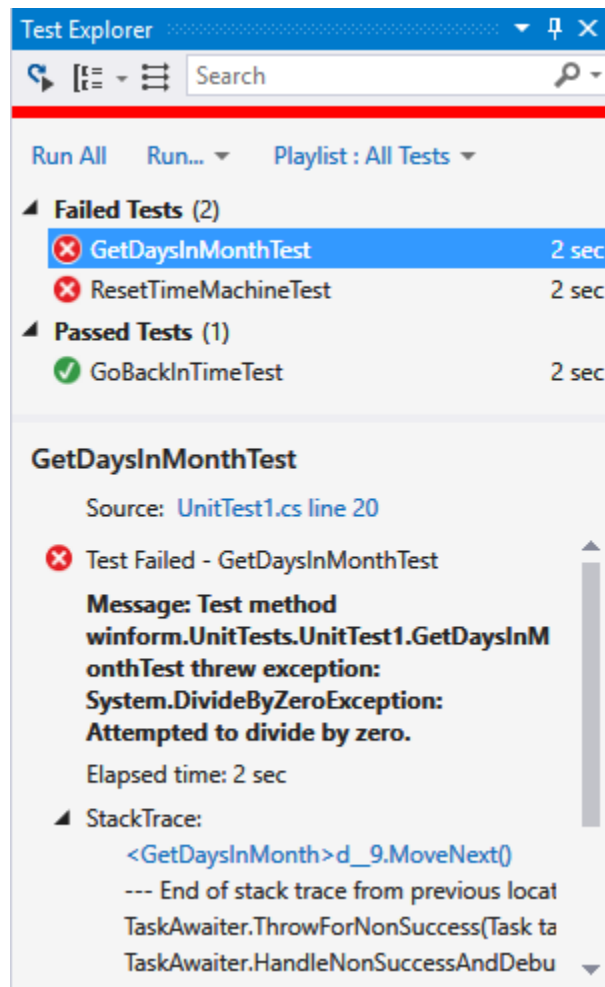 Test Explorer
Search
Run All Run... Playlist : All Tests
Failed Tests (2)
GetDaysInMonthTest 2 sec
ResetTimeMachineTest 2 sec
Passed Tests (1)
GoBackInTimeTest 2 sec
GetDaysInMonthTest
Source: UnitTest1.cs line 20
Test Failed - GetDaysInMonthTest
Message: Test method
winform.UnitTests.UnitTest1.GetDaysInM
onthTest threw exception:
System.DivideByZeroException:
Attempted to divide by zero.
Elapsed time: 2 sec
StackTrace:
<GetDaysInMonth>d__9.MoveNext()
--- End of stack trace from previous locat
TaskAwaiter.ThrowForNonSuccess(Task ta
TaskAwaiter.HandleNonSuccessAndDebu